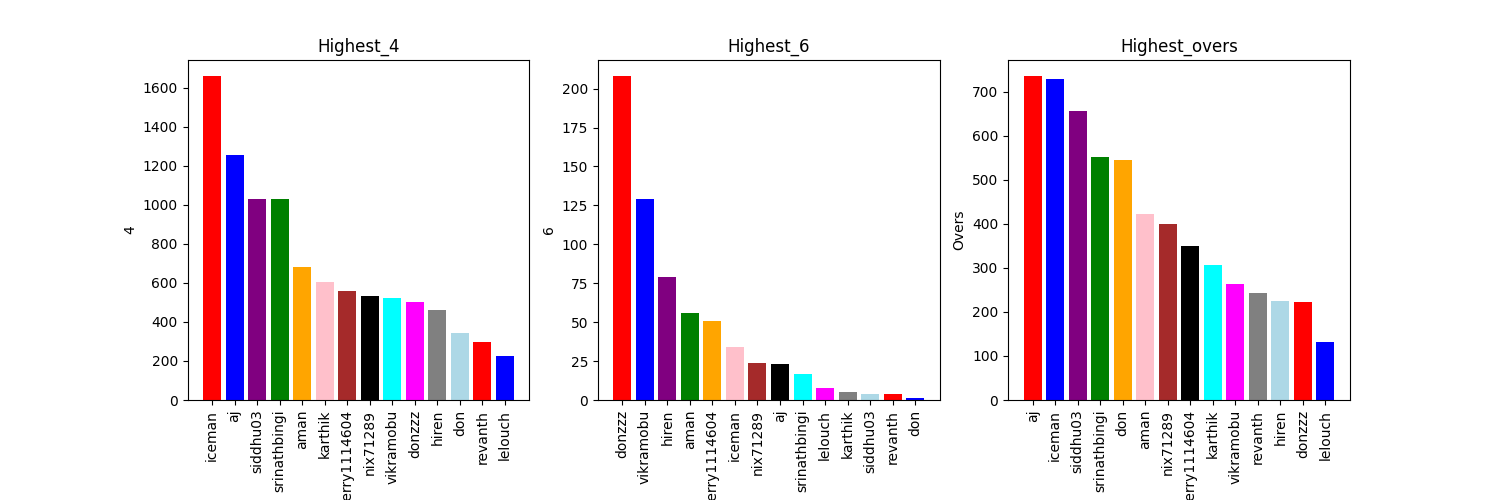 Highest_4
4
1600
1400
1200
1000
800
600
400
200
0
iceman
aj
siddhu03
srinathbingi
aman
karthik
erry1114604
nix71289
vikramobu
donzzz
hiren
don
revanth
lelouch
Highest_6
6
200
175
150
125
100
75
50
25
0
donzzz
vikramobu
hiren
aman
erry1114604
iceman
nix71289
aj
srinathbingi
lelouch
karthik
siddhu03
revanth
don
Highest_overs
Overs
700
600
500
400
300
200
100
0
aj
iceman
siddhu03
srinathbingi
don
aman
nix71289
erry1114604
karthik
vikramobu
revanth
hiren
donzzz
lelouch